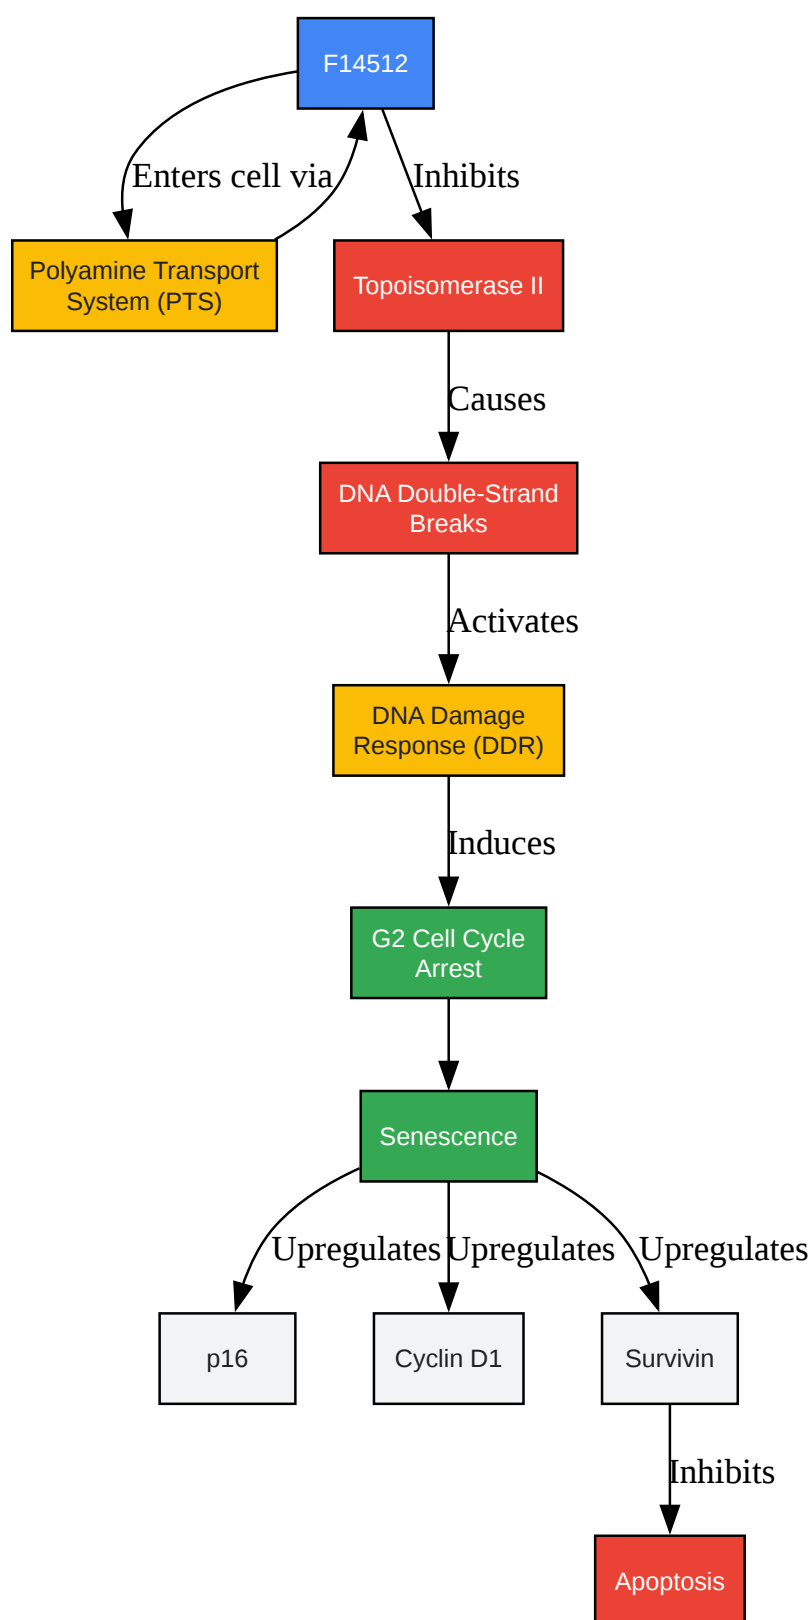 F14512
Enters cell via
Inhibits
Polyamine Transport
System (PTS)
Topoisomerase II
Causes
DNA Double-Strand
Breaks
Activates
DNA Damage
Response (DDR)
Induces
G2 Cell Cycle
Arrest
Senescence
Upregulates
Upregulates
Upregulates
p16
Cyclin D1
Survivin
Inhibits
Apoptosis